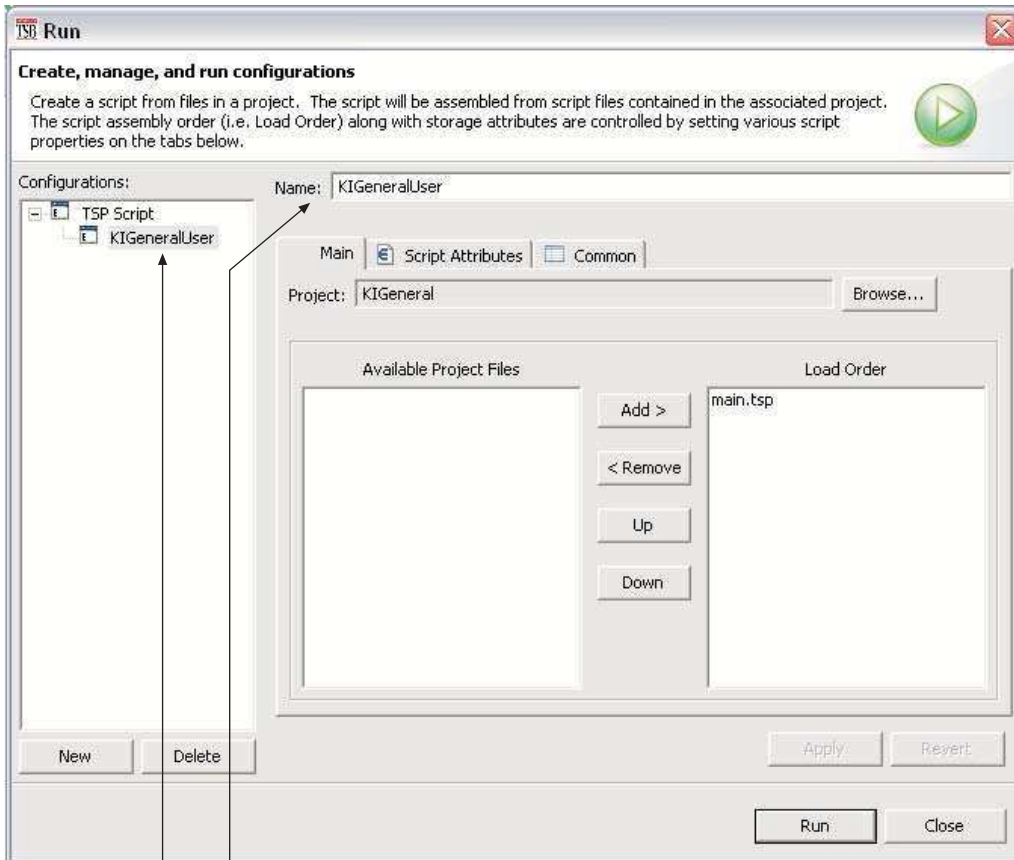 TSB Run
Create, manage, and run configurations
Create a script from files in a project. The script will be assembled from script files contained in the associated project.
The script assembly order (i.e. Load Order) along with storage attributes are controlled by setting various script
properties on the tabs below.
Configurations:
TSP Script
KIGeneralUser
Name: KIGeneralUser
Main
Script Attributes
Common
Project: KIGeneral
Browse...
Available Project Files
Load Order
main.tsp
Add >
< Remove
Up
Down
New
Delete
Apply
Revert
Run
Close